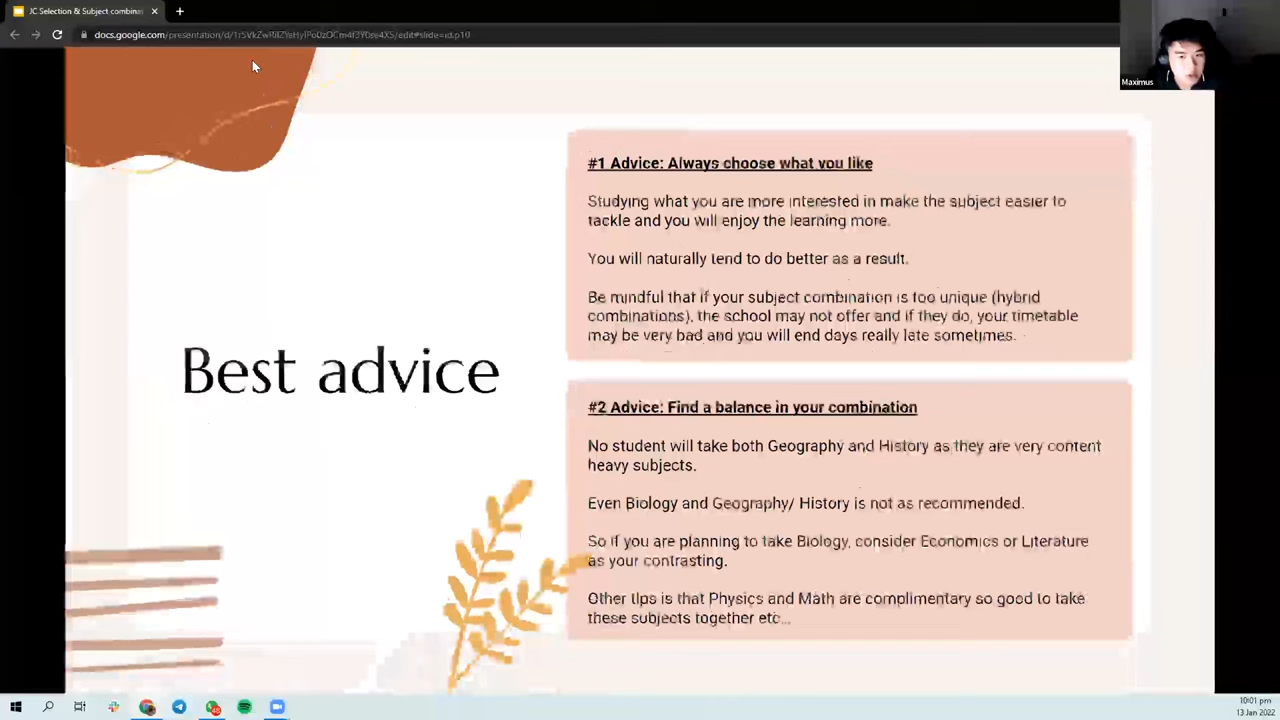 JC Selection & Subject combinat
docs.google.com/presentation/d/
Maximus
Best advice
#1 Advice: Always choose what you like
Studying what you are more interested in make the subject easier to
tackle and you will enjoy the learning more.
You will naturally tend to do better as a result.
Be mindful that if your subject combination is too unique (hybrid
combinations), the school may not offer and if they do, your timetable
may be very bad and you will end days really late sometimes.
#2 Advice: Find a balance in your combination
No student will take both Geography and History as they are very content
heavy subjects.
Even Biology and Geography/ History is not as recommended.
So if you are planning to take Biology, consider Economics or Literature
as your contrasting.
Other tips is that Physics and Math are complimentary so good to take
these subjects together etc...
10:01 pm
13 Jan 2022